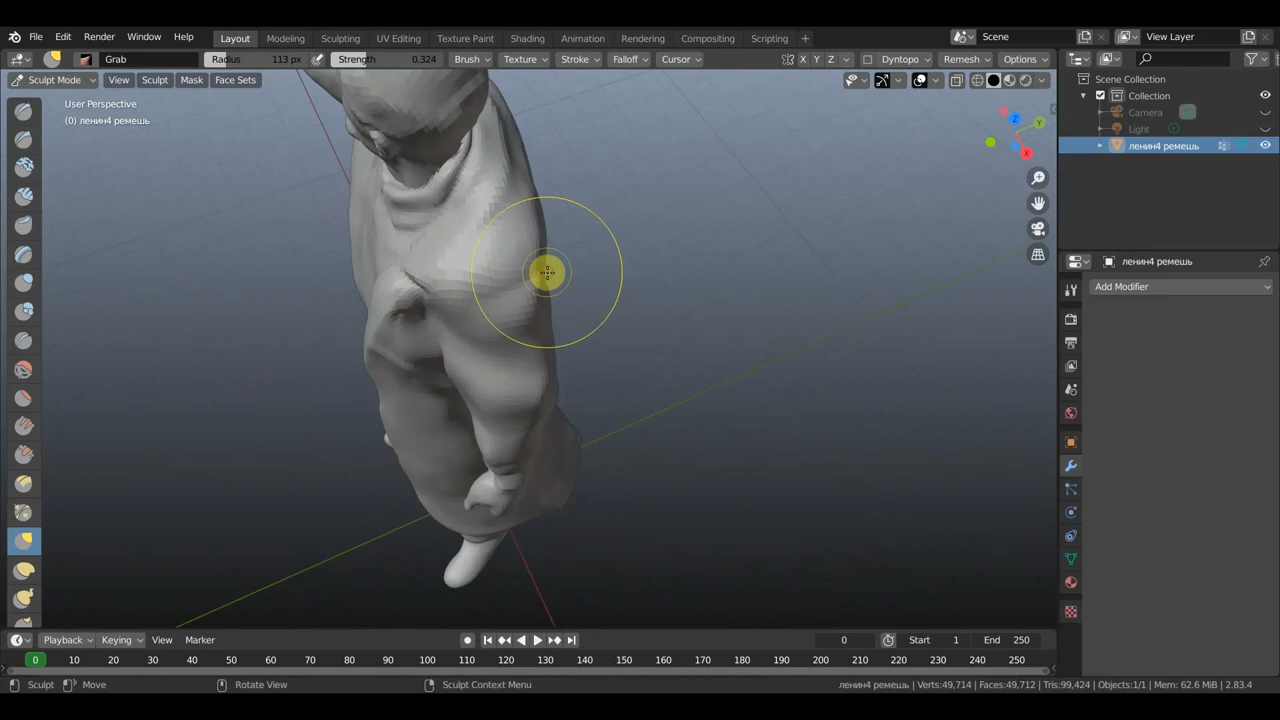 File Edit Render Window Help Layout Modeling Sculpting UV Editing Texture Paint Shading Animation Rendering Compositing Scripting + Scene View Layer
Grab Radius 113 px Strength 0.324 Brush Texture Stroke Falloff Cursor X Y Z Dyntopo Remesh Options
Sculpt Mode View Sculpt Mask Face Sets
Scene Collection
Collection
Camera
Light
ленин4 ремешь
User Perspective
(0) ленин4 ремешь
Z
Y
X
ленин4 ремешь
Add Modifier
Playback Keying View Marker 0 Start 1 End 250
0 10 20 30 40 50 60 70 80 90 100 110 120 130 140 150 160 170 180 190 200 210 220 230 240 250
Sculpt Move Rotate View Sculpt Context Menu ленин4 ремешь | Verts:49,714 | Faces:49,712 | Tris:99,424 | Objects:1/1 | Mem: 62.6 MiB | 2.83.4